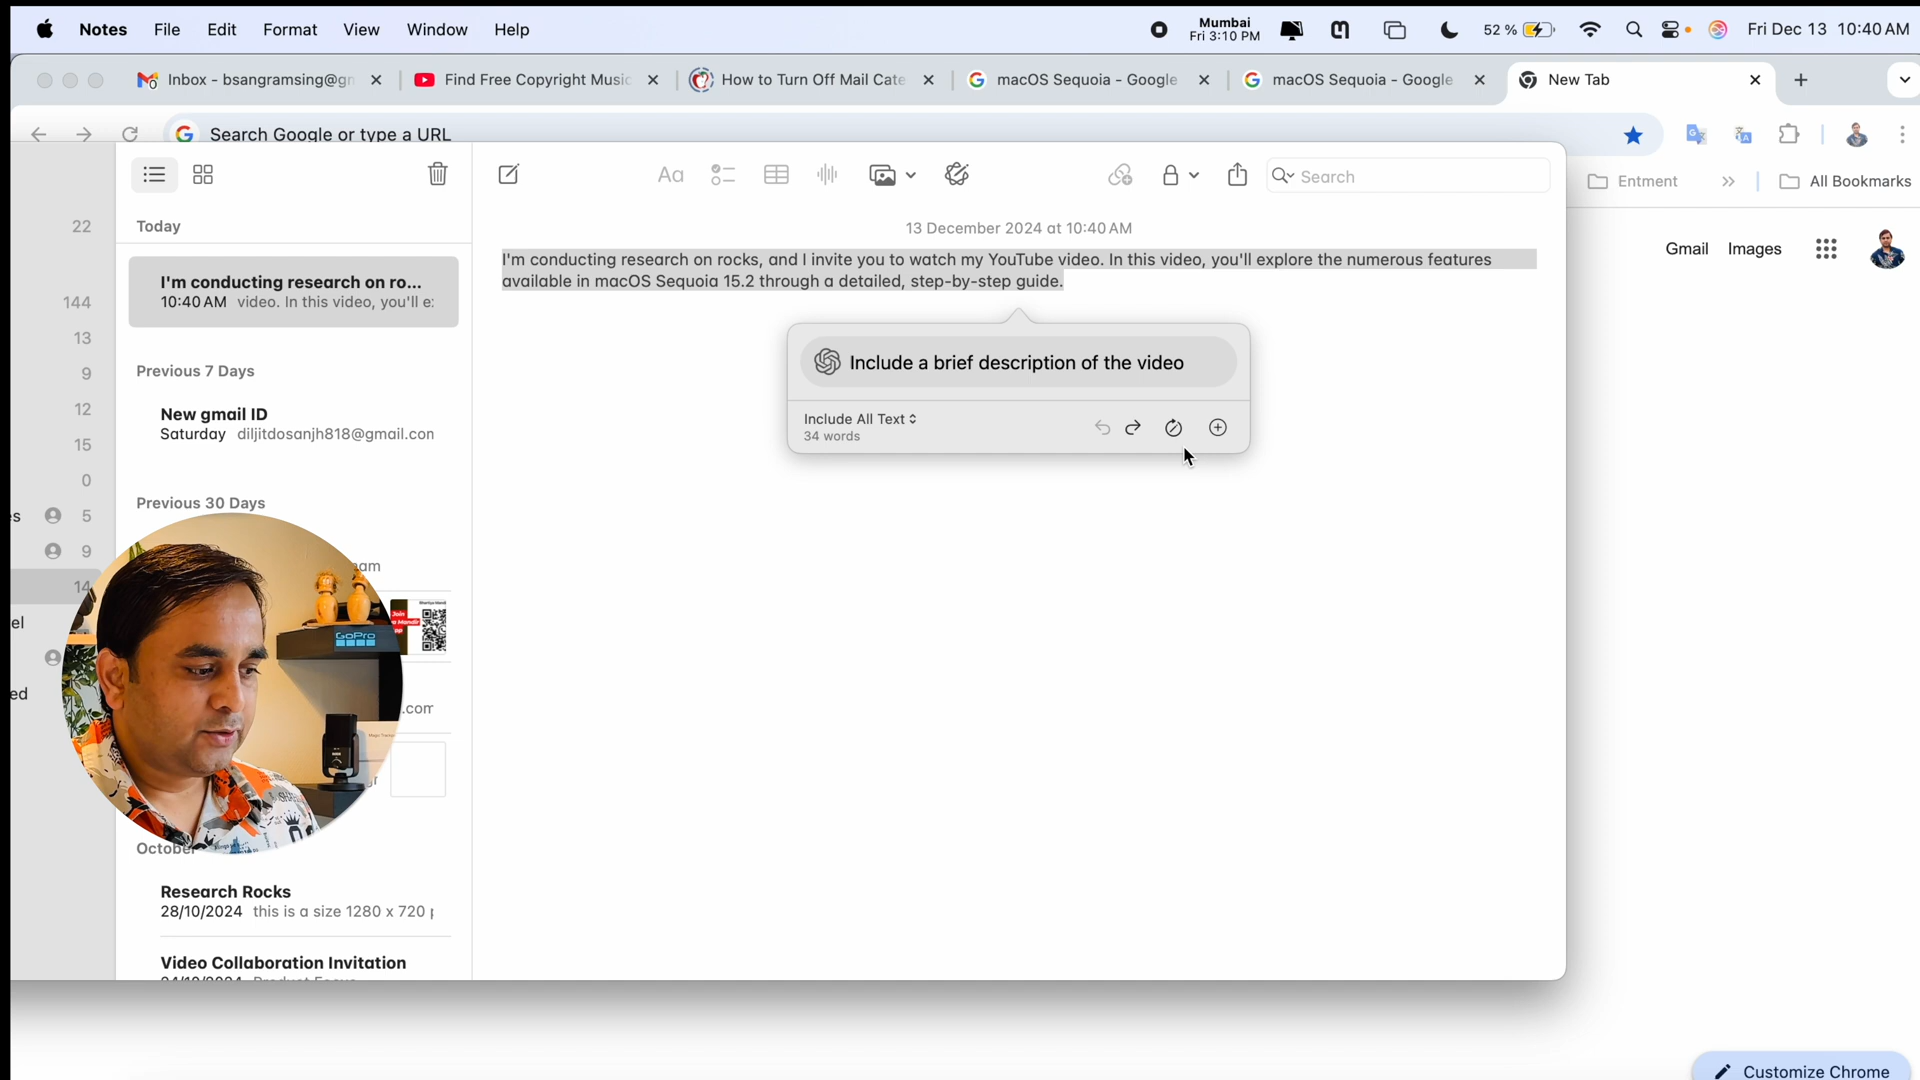 Notes File Edit Format View Window Help
Mumbai
Fri 3:10 PM
52 %
Fri Dec 13 10:40 AM
Inbox - bsangramsing@gm
Find Free Copyright Music
How to Turn Off Mail Cate
macOS Sequoia - Google
macOS Sequoia - Google
New Tab
Search Google or type a URL
Entment
All Bookmarks
Search
Gmail Images
22
144
13
9
12
15
0
s 5
9
14
el
ed
Today
I'm conducting research on ro...
10:40 AM video. In this video, you'll e:
Previous 7 Days
New gmail ID
Saturday diljitdosanjh818@gmail.con
Previous 30 Days
am
Join
GoPro
.com
October
Research Rocks
28/10/2024 this is a size 1280 x 720
Video Collaboration Invitation
13 December 2024 at 10:40 AM
I'm conducting research on rocks, and I invite you to watch my YouTube video. In this video, you'll explore the numerous features
available in macOS Sequoia 15.2 through a detailed, step-by-step guide.
Include a brief description of the video
Include All Text
34 words
Customize Chrome